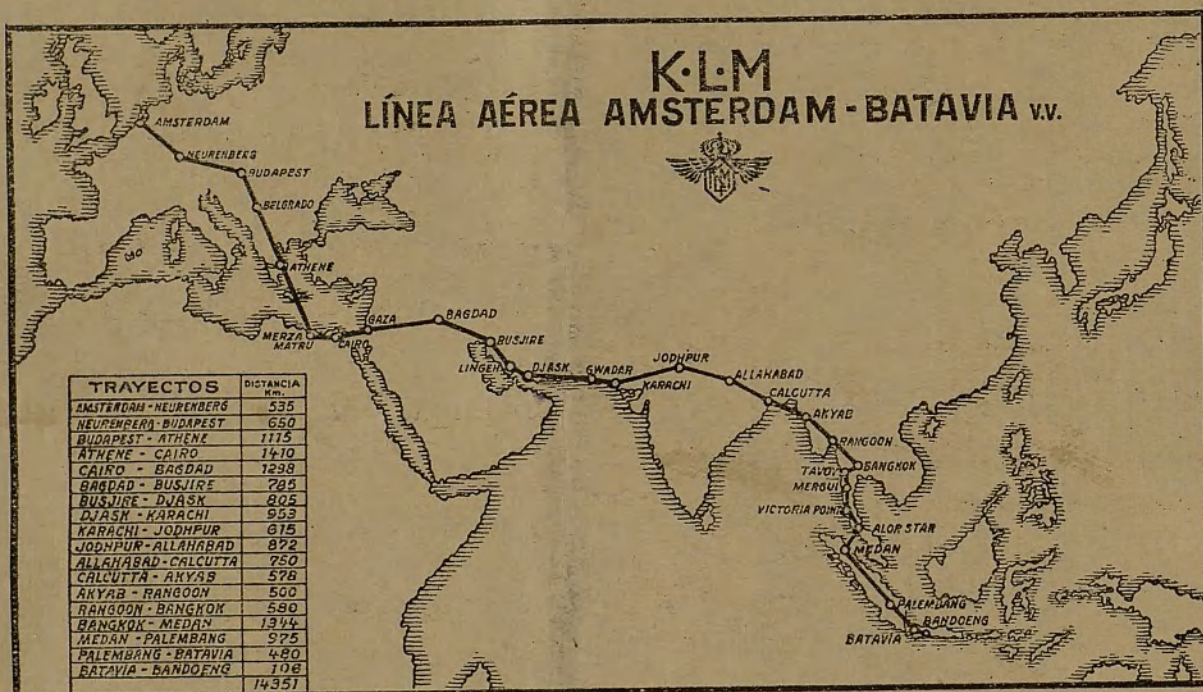 K·L·M
LÍNEA AÉREA AMSTERDAM - BATAVIA v.v.
KLM
AMSTERDAM
NEURENBERG
BUDAPEST
BELGRADO
ATHENE
MERZA
MATRU
CAIRO
GAZA
BAGDAD
BUSJIRE
LINGEH
DJASK
GWADAR
KARACHI
JODHPUR
ALLAHABAD
CALCUTTA
AKYAB
RANGOON
BANGKOK
TAVOY
MERGUI
VICTORIA POINT
ALOR STAR
MEDAN
PALEMBANG
BANDOENG
BATAVIA
TRAYECTOS DISTANCIA Km.
AMSTERDAM - NEURENBERG 535
NEURENBERG - BUDAPEST 650
BUDAPEST - ATHENE 1115
ATHENE - CAIRO 1410
CAIRO - BAGDAD 1298
BAGDAD - BUSJIRE 785
BUSJIRE - DJASK 805
DJASK - KARACHI 953
KARACHI - JODHPUR 615
JODHPUR - ALLAHABAD 872
ALLAHABAD - CALCUTTA 750
CALCUTTA - AKYAB 578
AKYAB - RANGOON 500
RANGOON - BANGKOK 580
BANGKOK - MEDAN 1344
MEDAN - PALEMBANG 975
PALEMBANG - BATAVIA 480
BATAVIA - BANDOENG 106
14351